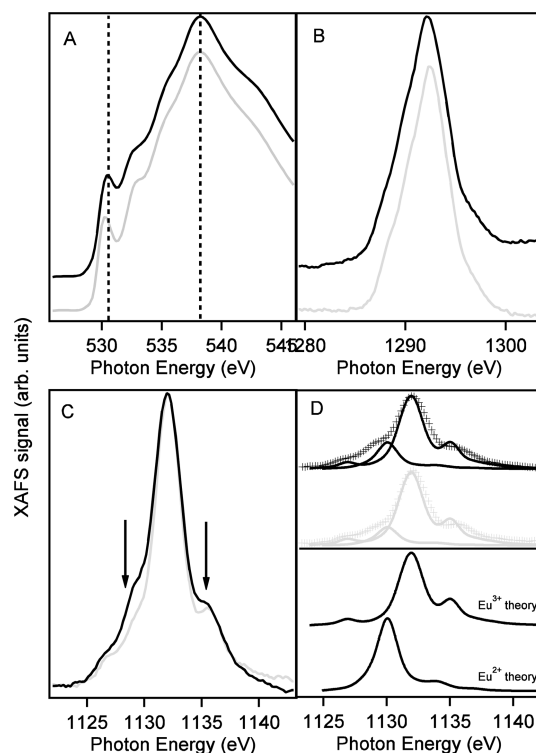 XAFS signal (arb. units)
A
530 535 540 545
Photon Energy (eV)
B
1280 1290 1300
Photon Energy (eV)
C
1125 1130 1135 1140
Photon Energy (eV)
D
Eu3+ theory
Eu2+ theory
1125 1130 1135 1140
Photon Energy (eV)